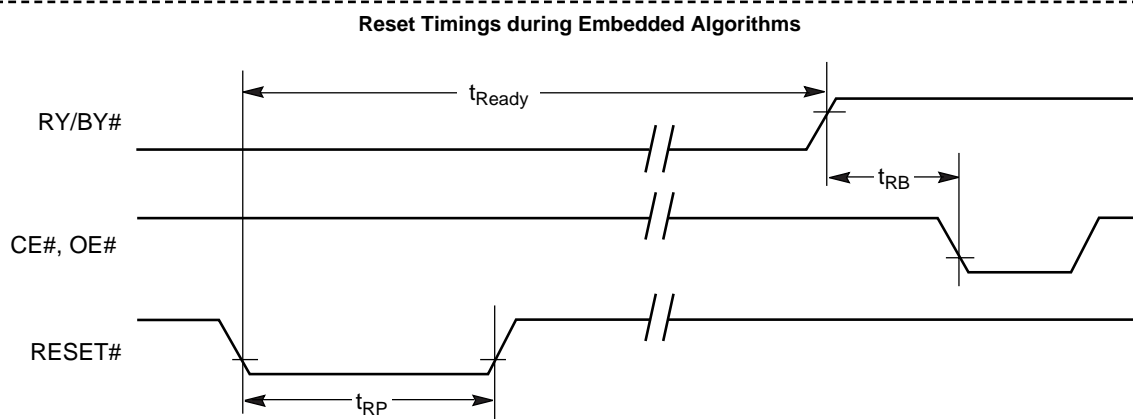 Reset Timings during Embedded Algorithms
tReady
RY/BY#
tRB
CE#, OE#
RESET#
tRP